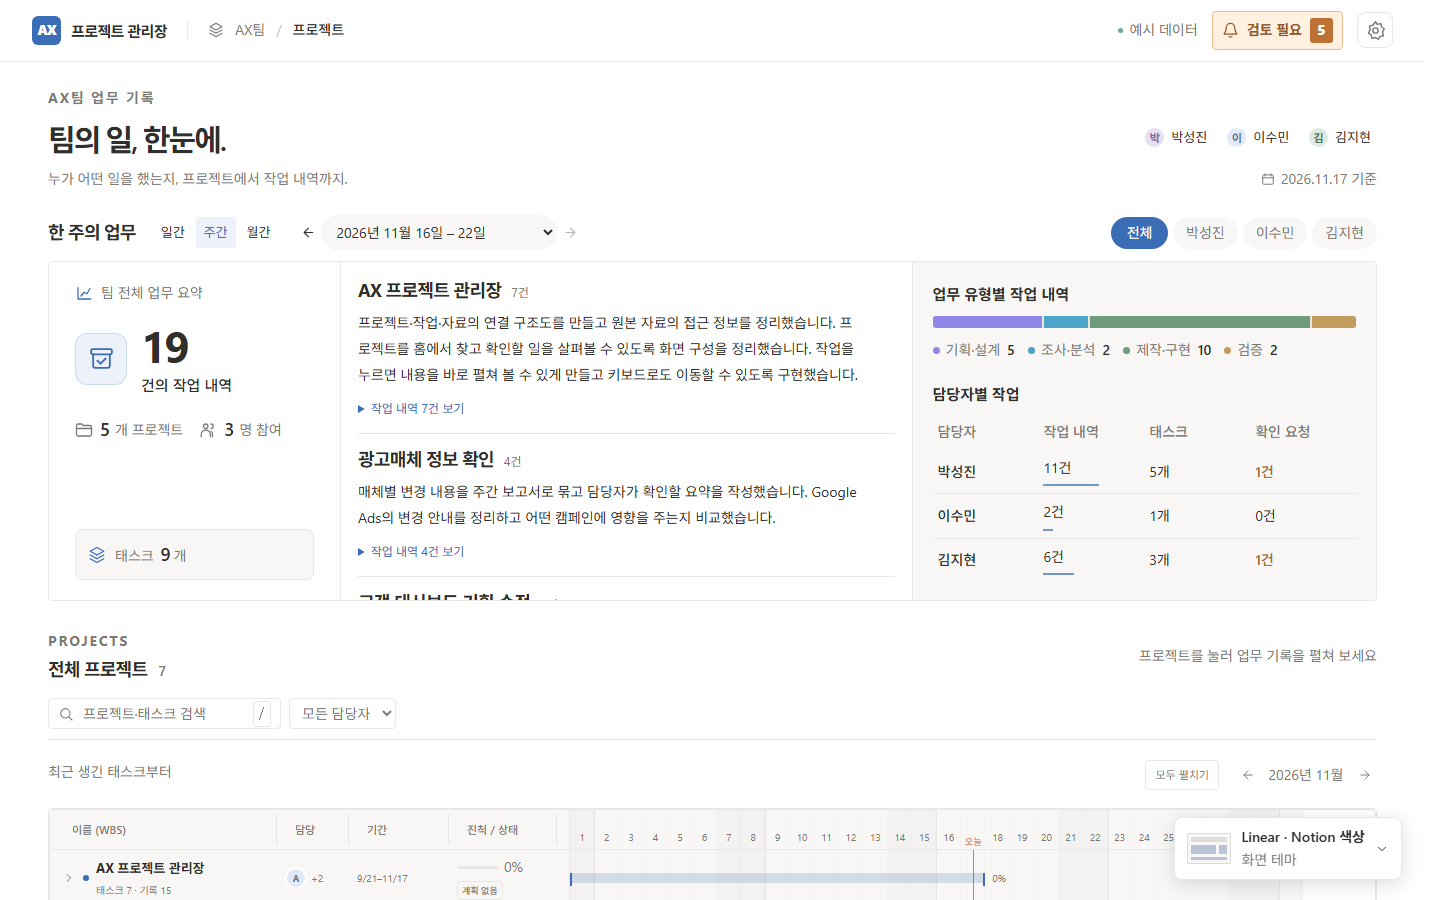 AX 프로젝트 관리장 AX팀 / 프로젝트 예시 데이터 검토 필요 5
AX팀 업무 기록
팀의 일, 한눈에.
박 박성진 이 이수민 김 김지현
누가 어떤 일을 했는지, 프로젝트에서 작업 내역까지.
2026.11.17 기준
한 주의 업무 일간 주간 월간 ← 2026년 11월 16일 – 22일 →
전체 박성진 이수민 김지현
팀 전체 업무 요약
19
건의 작업 내역
5 개 프로젝트 3 명 참여
태스크 9 개
AX 프로젝트 관리장 7건
프로젝트·작업·자료의 연결 구조도를 만들고 원본 자료의 접근 정보를 정리했습니다. 프
로젝트를 홈에서 찾고 확인할 일을 살펴볼 수 있도록 화면 구성을 정리했습니다. 작업을
누르면 내용을 바로 펼쳐 볼 수 있게 만들고 키보드로도 이동할 수 있도록 구현했습니다.
▶ 작업 내역 7건 보기
광고매체 정보 확인 4건
매체별 변경 내용을 주간 보고서로 묶고 담당자가 확인할 요약을 작성했습니다. Google
Ads의 변경 안내를 정리하고 어떤 캠페인에 영향을 주는지 비교했습니다.
▶ 작업 내역 4건 보기
업무 유형별 작업 내역
기획·설계 5 조사·분석 2 제작·구현 10 검증 2
담당자별 작업
담당자 작업 내역 태스크 확인 요청
박성진 11건 5개 1건
이수민 2건 1개 0건
김지현 6건 3개 1건
PROJECTS
전체 프로젝트 7
프로젝트를 눌러 업무 기록을 펼쳐 보세요
프로젝트·태스크 검색 / 모든 담당자
최근 생긴 태스크부터
모두 펼치기 ← 2026년 11월 →
이름 (WBS) 담당 기간 진척 / 상태 1 2 3 4 5 6 7 8 9 10 11 12 13 14 15 16 오늘 18 19 20 21 22 23 24 25
AX 프로젝트 관리장
태스크 7 · 기록 15
A +2 9/21–11/17 0%
계획 없음
0%
Linear · Notion 색상
화면 테마